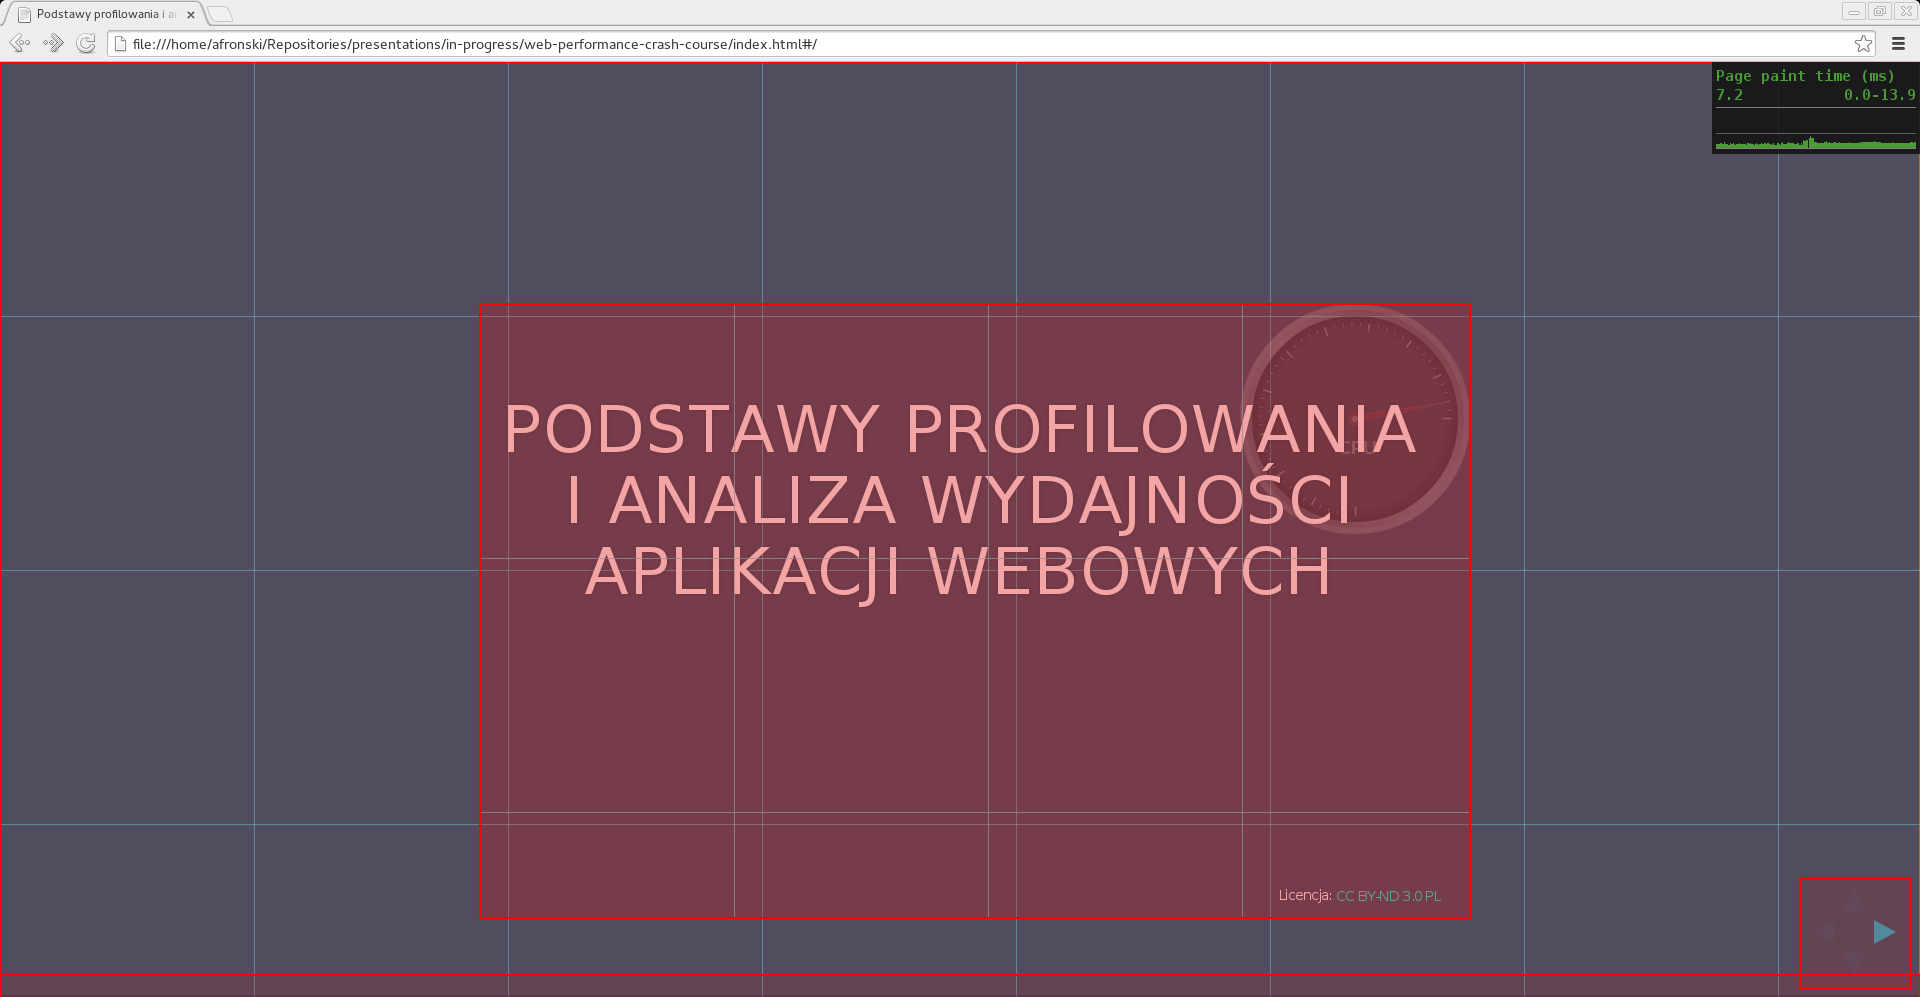 Podstawy profilowania i a
file:///home/afronski/Repositories/presentations/in-progress/web-performance-crash-course/index.html#/
Page paint time (ms)
7.2 0.0-13.9
PODSTAWY PROFILOWANIA
I ANALIZA WYDAJNOŚCI
APLIKACJI WEBOWYCH
CPU
Licencja: CC BY-ND 3.0 PL